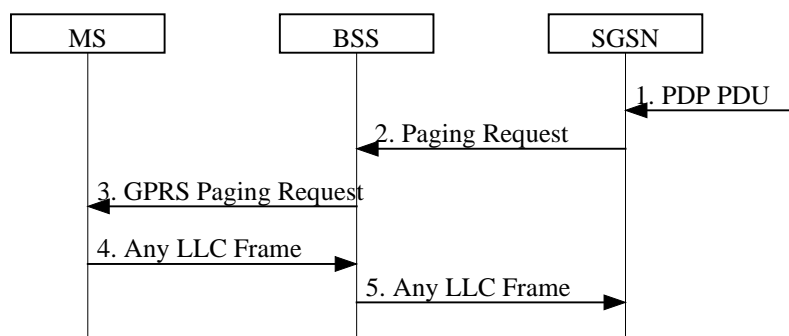 MS
BSS
SGSN
1. PDP PDU
2. Paging Request
3. GPRS Paging Request
4. Any LLC Frame
5. Any LLC Frame